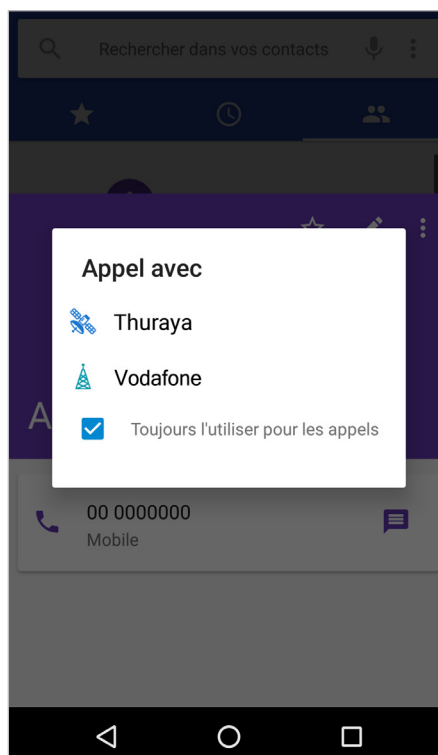 Rechercher dans vos contacts
Appel avec
Thuraya
Vodafone
Toujours l'utiliser pour les appels
A
00 0000000
Mobile